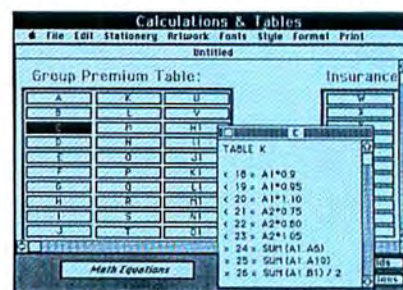 Calculations & Tables
File Edit Stationery Artwork Fonts Style Format Print
Untitled
Group Premium Table:
Insurance
A K U
B L V
C M H1
D N I1
E O J1
F P K1
G Q L1
H R M1
I S N1
J T O1
W
C
TABLE K
< 18 = A1*0.9
< 19 = A1*0.95
< 20 = A1*1.10
< 21 = A2*0.75
< 22 = A2*0.80
< 23 = A2*1.05
> 24 = SUM (A1.A6)
> 25 = SUM (A1.A10)
> 26 = SUM (A1.B1) / 2
Math Equations